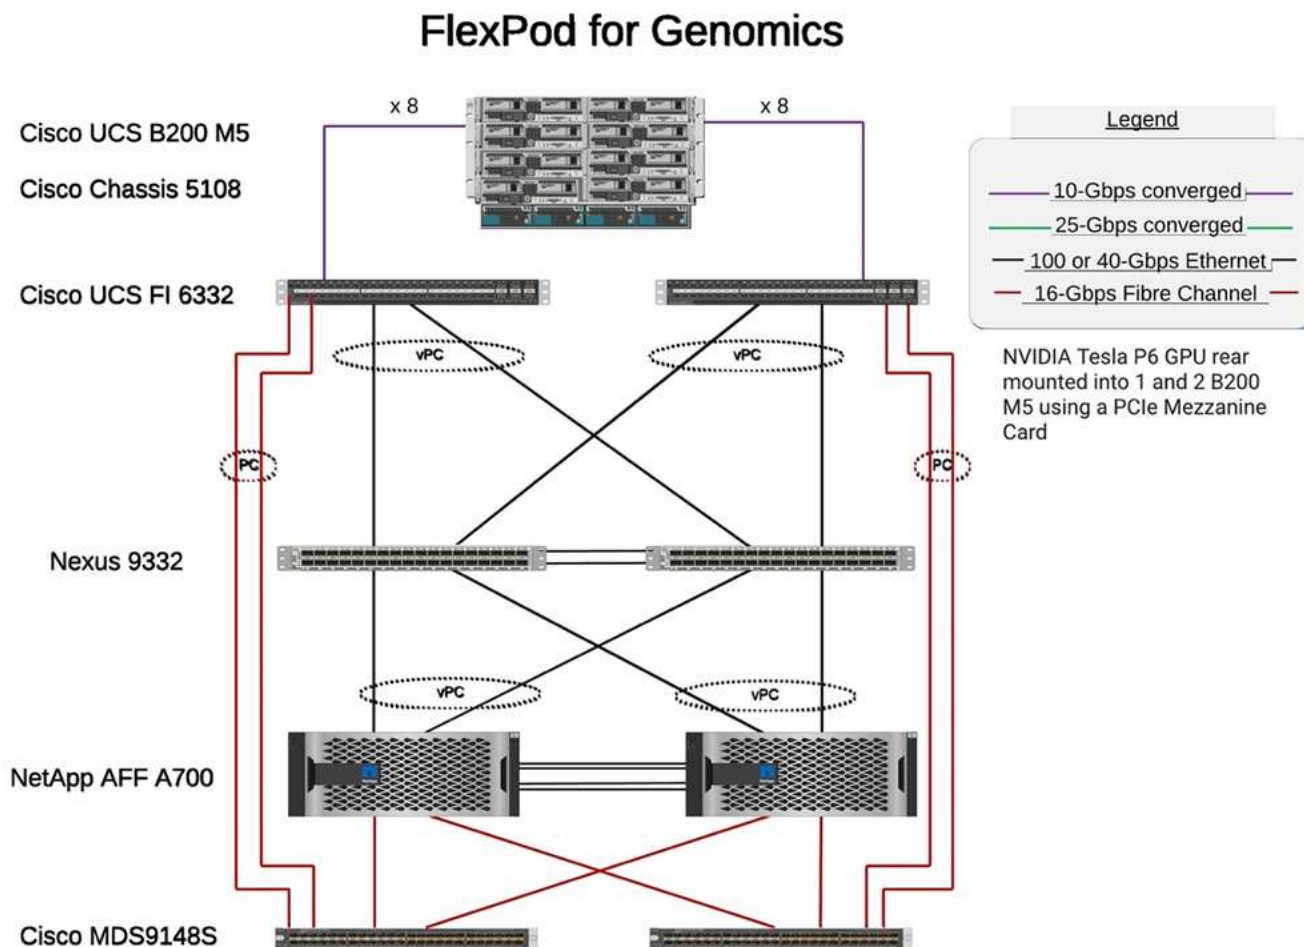 FlexPod for Genomics
x 8
x 8
Cisco UCS B200 M5
Cisco Chassis 5108
Legend
10-Gbps converged
25-Gbps converged
100 or 40-Gbps Ethernet
16-Gbps Fibre Channel
Cisco UCS FI 6332
vPC
vPC
NVIDIA Tesla P6 GPU rear
mounted into 1 and 2 B200
M5 using a PCIe Mezzanine
Card
PC
PC
Nexus 9332
vPC
vPC
NetApp AFF A700
Cisco MDS9148S